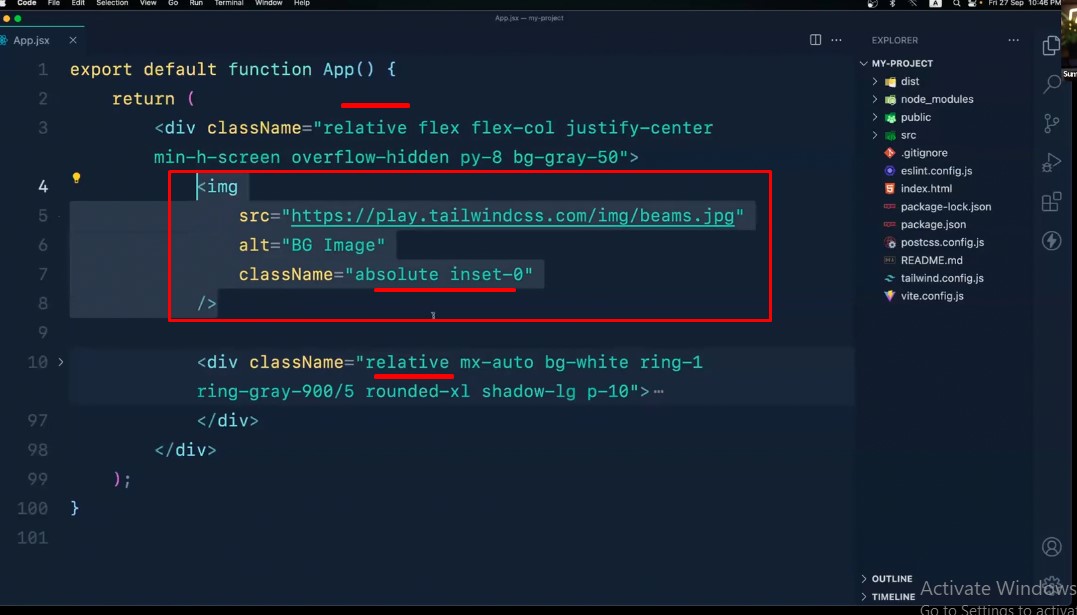 Code File Edit Selection View Go Run Terminal Window Help
A Fri 27 Sep 10:46 PM
App.jsx — my-project
App.jsx ×
EXPLORER
MY-PROJECT
dist
node_modules
public
src
.gitignore
eslint.config.js
index.html
package-lock.json
package.json
postcss.config.js
README.md
tailwind.config.js
vite.config.js
1 export default function App() {
2 return (
3 <div className="relative flex flex-col justify-center
min-h-screen overflow-hidden py-8 bg-gray-50">
4 <img
5 src="https://play.tailwindcss.com/img/beams.jpg"
6 alt="BG Image"
7 className="absolute inset-0"
8 />
9
10 <div className="relative mx-auto bg-white ring-1
ring-gray-900/5 rounded-xl shadow-lg p-10">⋯
97 </div>
98 </div>
99 );
100 }
101
OUTLINE
TIMELINE
Activate Windows
Go to Settings to activa